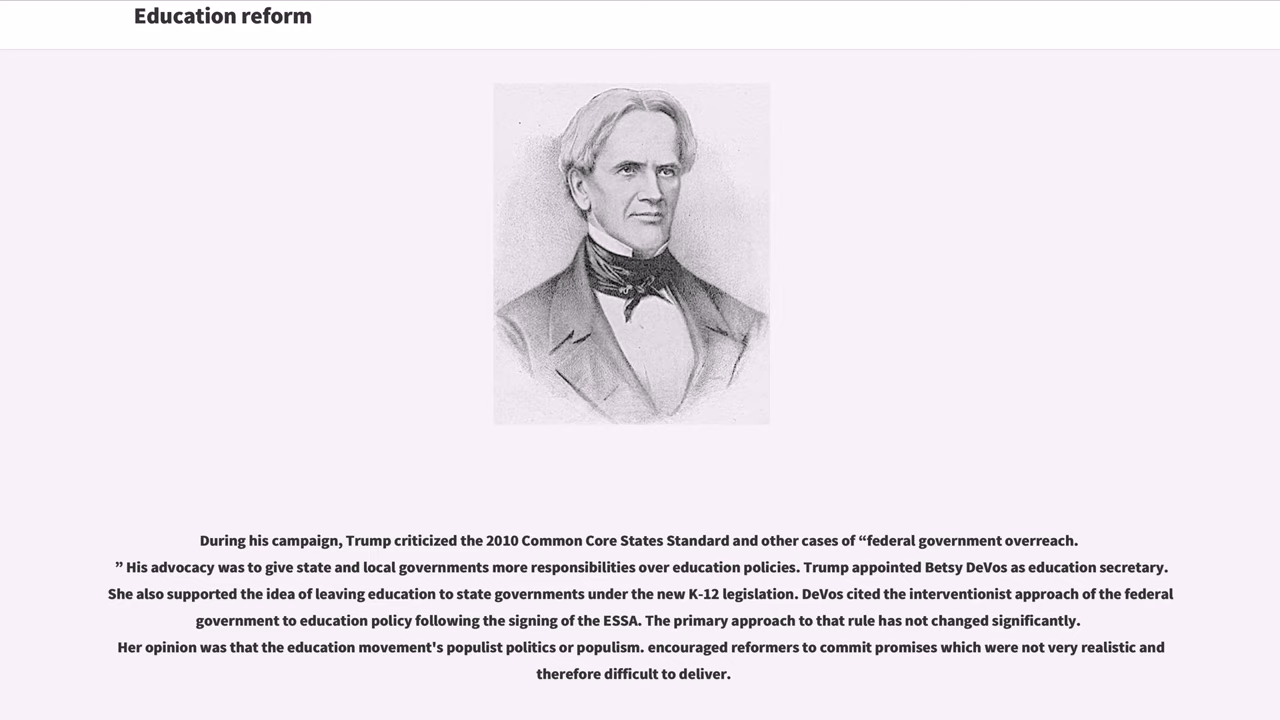 Education reform
During his campaign, Trump criticized the 2010 Common Core States Standard and other cases of “federal government overreach.
” His advocacy was to give state and local governments more responsibilities over education policies. Trump appointed Betsy DeVos as education secretary.
She also supported the idea of leaving education to state governments under the new K-12 legislation. DeVos cited the interventionist approach of the federal
government to education policy following the signing of the ESSA. The primary approach to that rule has not changed significantly.
Her opinion was that the education movement's populist politics or populism. encouraged reformers to commit promises which were not very realistic and
therefore difficult to deliver.